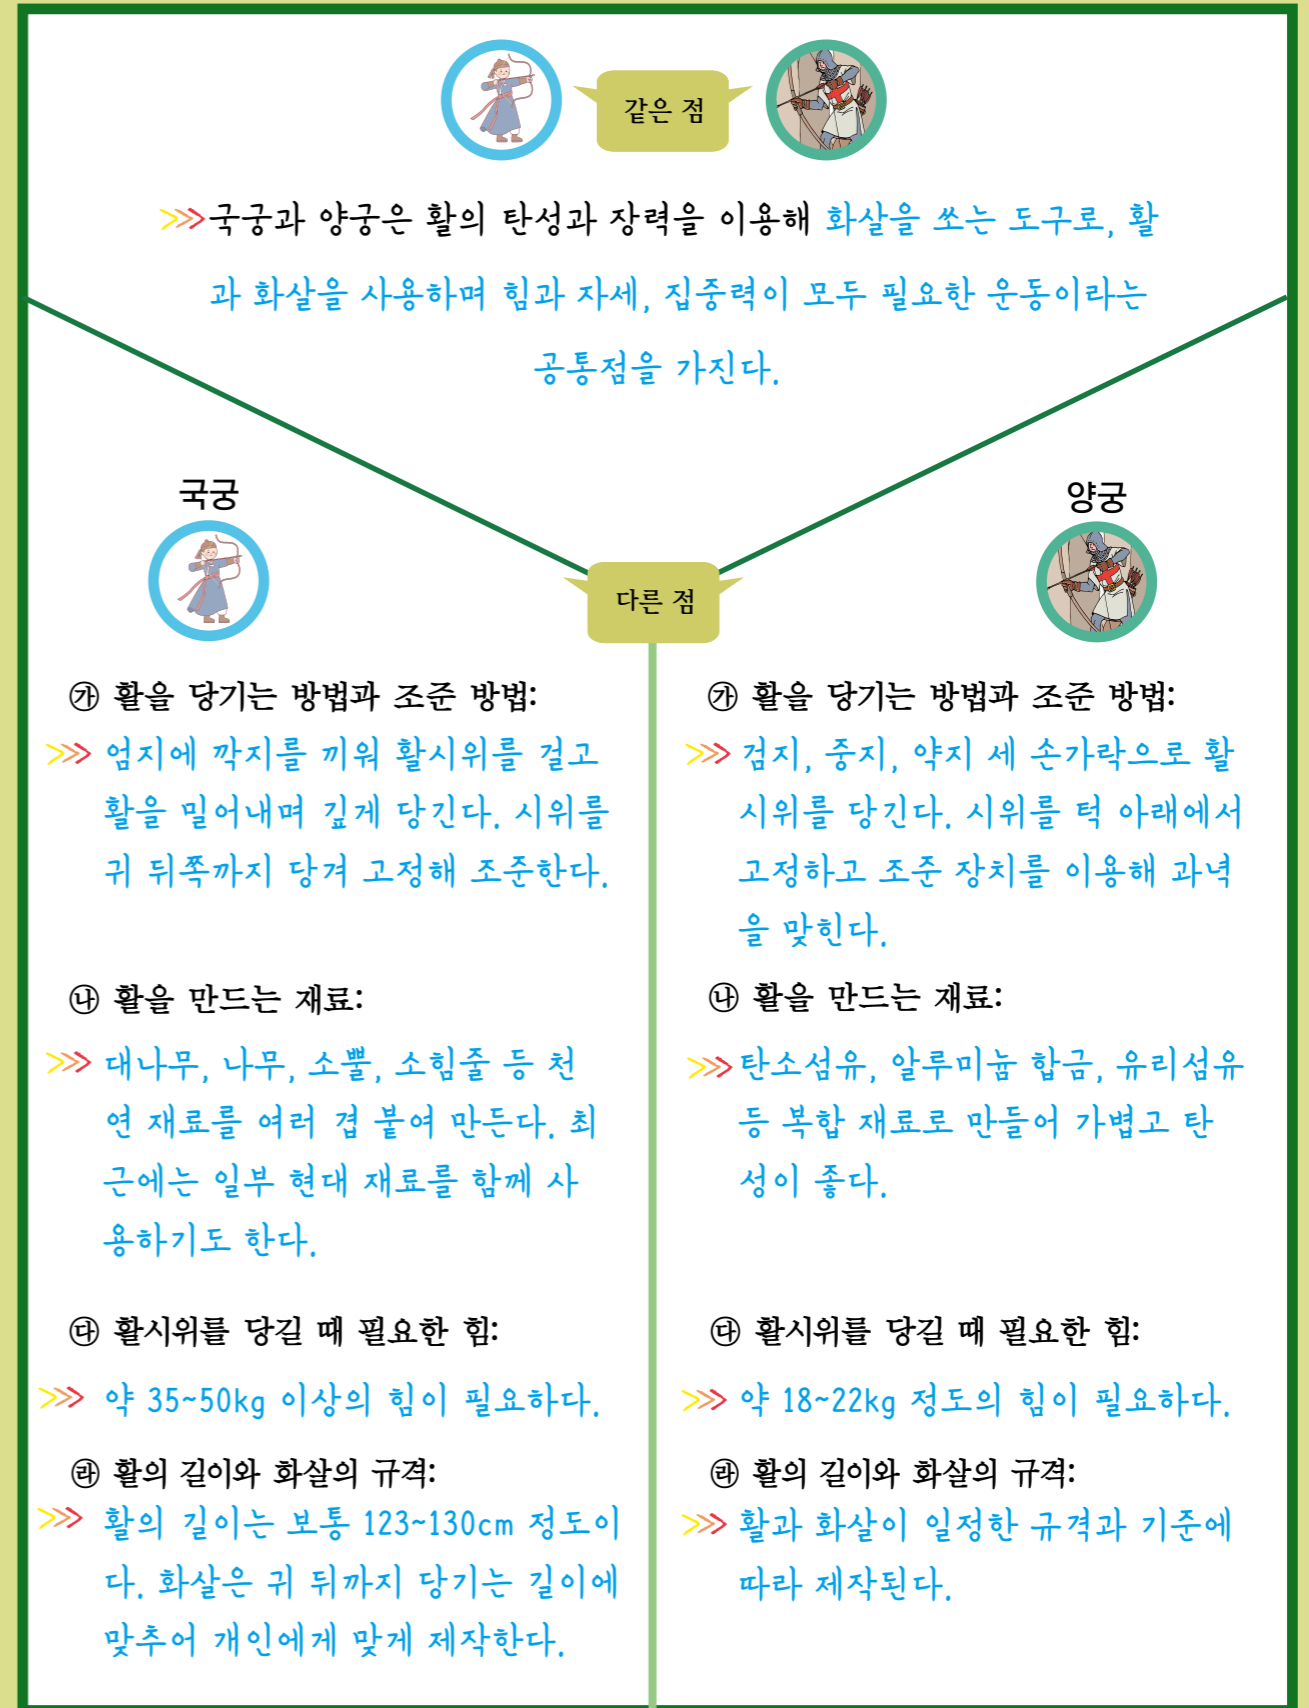 같은 점
>>>국궁과 양궁은 활의 탄성과 장력을 이용해 화살을 쏘는 도구로, 활
과 화살을 사용하며 힘과 자세, 집중력이 모두 필요한 운동이라는
공통점을 가진다.
국궁
양궁
다른 점
㉮ 활을 당기는 방법과 조준 방법:
>>> 엄지에 깍지를 끼워 활시위를 걸고
활을 밀어내며 깊게 당긴다. 시위를
귀 뒤쪽까지 당겨 고정해 조준한다.
㉯ 활을 만드는 재료:
>>> 대나무, 나무, 소뿔, 소힘줄 등 천
연 재료를 여러 겹 붙여 만든다. 최
근에는 일부 현대 재료를 함께 사
용하기도 한다.
㉰ 활시위를 당길 때 필요한 힘:
>>> 약 35~50kg 이상의 힘이 필요하다.
㉱ 활의 길이와 화살의 규격:
>>> 활의 길이는 보통 123~130cm 정도이
다. 화살은 귀 뒤까지 당기는 길이에
맞추어 개인에게 맞게 제작한다.
㉮ 활을 당기는 방법과 조준 방법:
>>> 검지, 중지, 약지 세 손가락으로 활
시위를 당긴다. 시위를 턱 아래에서
고정하고 조준 장치를 이용해 과녁
을 맞힌다.
㉯ 활을 만드는 재료:
>>> 탄소섬유, 알루미늄 합금, 유리섬유
등 복합 재료로 만들어 가볍고 탄
성이 좋다.
㉰ 활시위를 당길 때 필요한 힘:
>>> 약 18~22kg 정도의 힘이 필요하다.
㉱ 활의 길이와 화살의 규격:
>>> 활과 화살이 일정한 규격과 기준에
따라 제작된다.